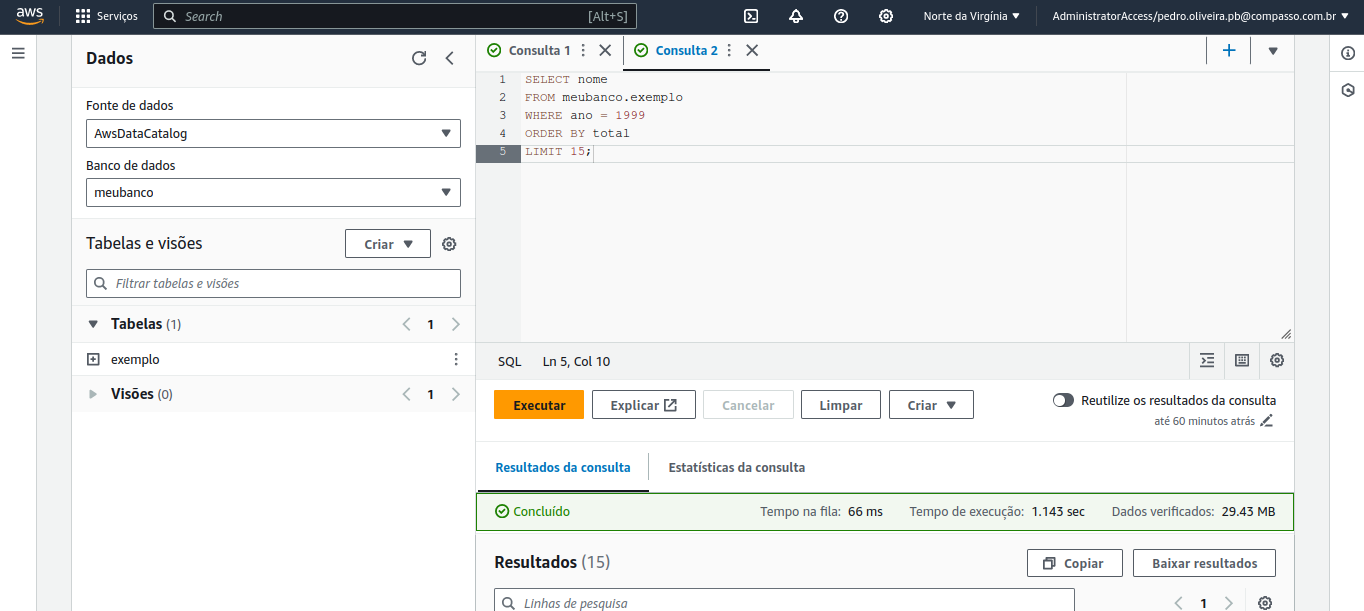 aws Serviços Search [Alt+S] Norte da Virgínia AdministratorAccess/pedro.oliveira.pb@compasso.com.br
Dados
Fonte de dados
AwsDataCatalog
Banco de dados
meubanco
Tabelas e visões Criar
Filtrar tabelas e visões
Tabelas (1) 1
exemplo
Visões (0) 1
Consulta 1 Consulta 2
1 SELECT nome
2 FROM meubanco.exemplo
3 WHERE ano = 1999
4 ORDER BY total
5 LIMIT 15;
SQL Ln 5, Col 10
Executar Explicar Cancelar Limpar Criar Reutilize os resultados da consulta
até 60 minutos atrás
Resultados da consulta Estatísticas da consulta
Concluído Tempo na fila: 66 ms Tempo de execução: 1.143 sec Dados verificados: 29.43 MB
Resultados (15) Copiar Baixar resultados
Linhas de pesquisa 1